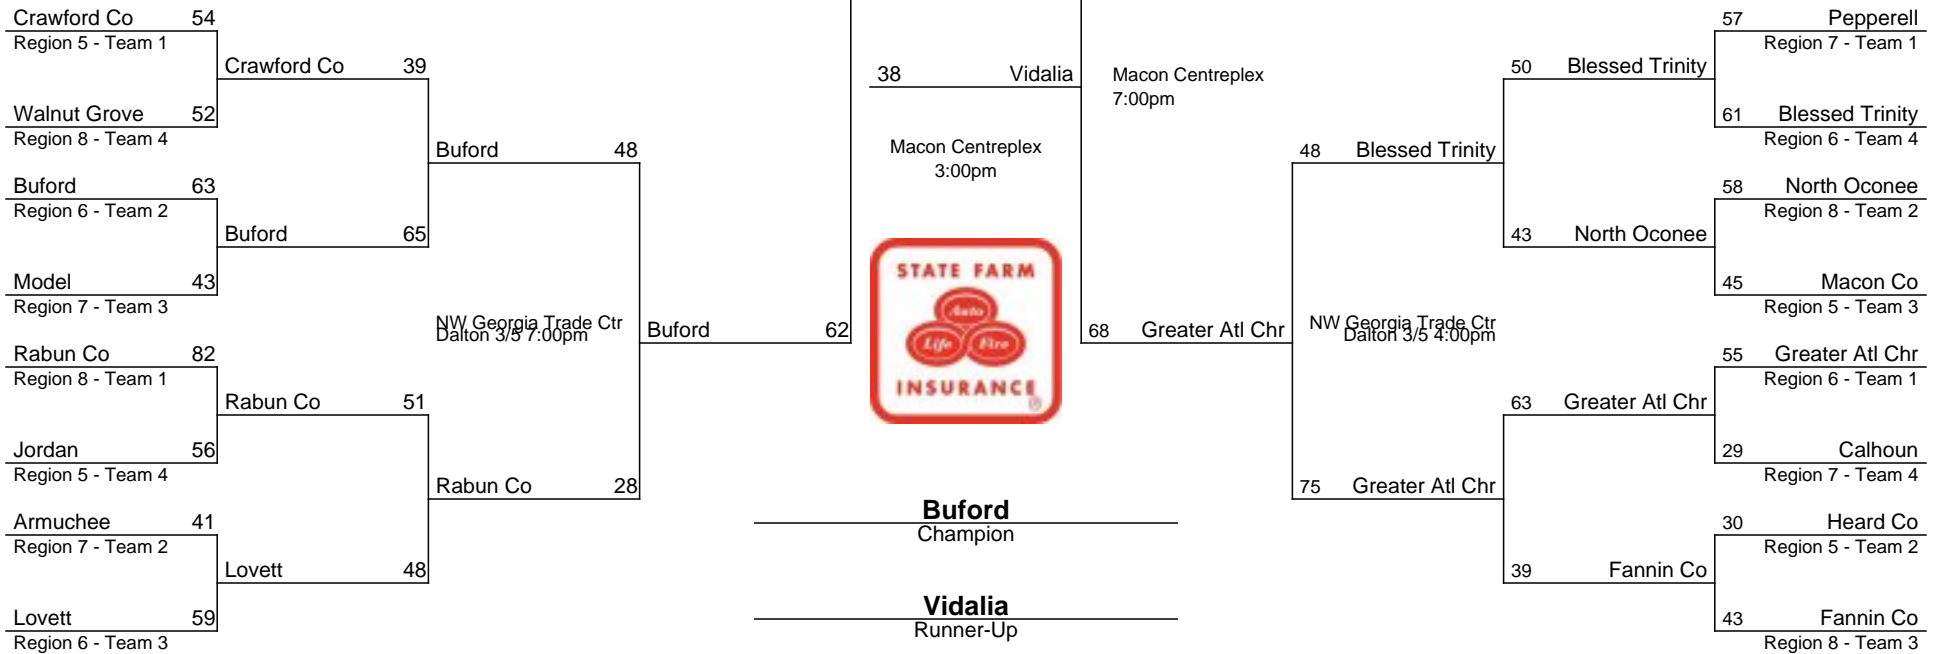 Crawford Co 54
Region 5 - Team 1
Crawford Co 39
Walnut Grove 52
Region 8 - Team 4
Buford 48
Buford 63
Region 6 - Team 2
Buford 65
Model 43
Region 7 - Team 3
NW Georgia Trade Ctr
Dalton 3/5 7:00pm
Buford 62
Rabun Co 82
Region 8 - Team 1
Rabun Co 51
Jordan 56
Region 5 - Team 4
Rabun Co 28
Armuchee 41
Region 7 - Team 2
Lovett 48
Lovett 59
Region 6 - Team 3
38 Vidalia
Macon Centreplex
7:00pm
Macon Centreplex
3:00pm
STATE FARM
Auto
Life Fire
INSURANCE
®
Buford
Champion
Vidalia
Runner-Up
68 Greater Atl Chr
NW Georgia Trade Ctr
Dalton 3/5 4:00pm
48 Blessed Trinity
75 Greater Atl Chr
50 Blessed Trinity
43 North Oconee
63 Greater Atl Chr
39 Fannin Co
57 Pepperell
Region 7 - Team 1
61 Blessed Trinity
Region 6 - Team 4
58 North Oconee
Region 8 - Team 2
45 Macon Co
Region 5 - Team 3
55 Greater Atl Chr
Region 6 - Team 1
29 Calhoun
Region 7 - Team 4
30 Heard Co
Region 5 - Team 2
43 Fannin Co
Region 8 - Team 3